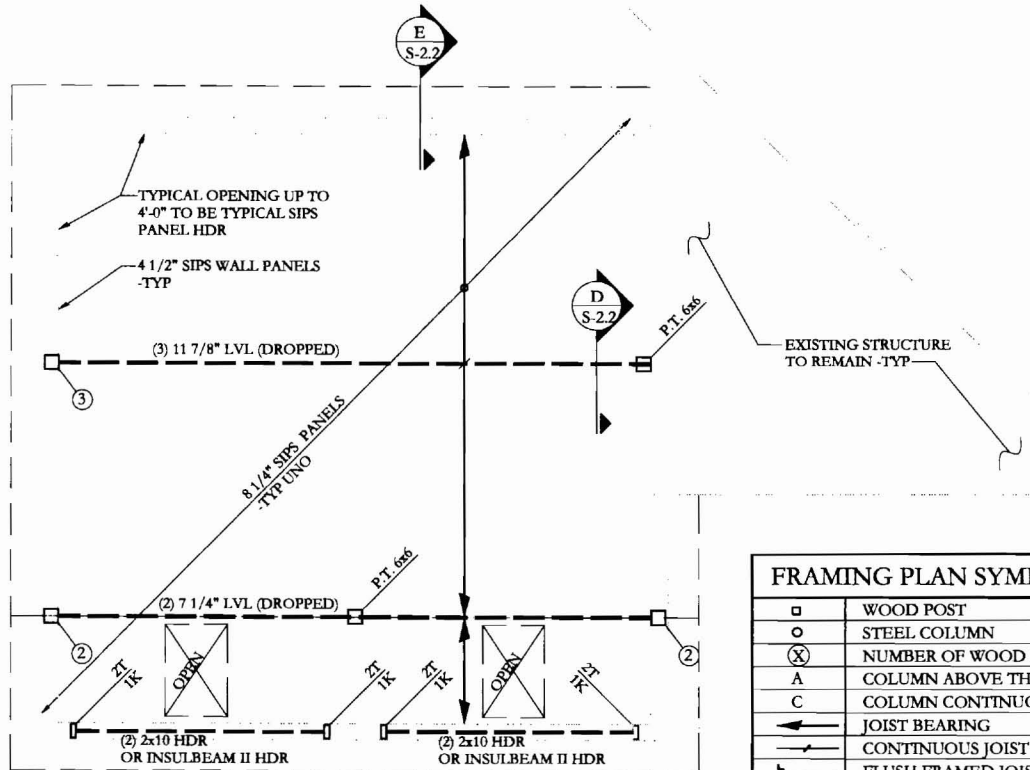 E
S-2.2
TYPICAL OPENING UP TO
4'-0" TO BE TYPICAL SIPS
PANEL HDR
4 1/2" SIPS WALL PANELS
-TYP
D
S-2.2
P.T. 6x6
EXISTING STRUCTURE
TO REMAIN -TYP
(3) 11 7/8" LVL (DROPPED)
3
8 1/4" SIPS PANELS
-TYP UNO
P.T. 6x6
(2) 7 1/4" LVL (DROPPED)
2
2
OPEN
OPEN
2T
1K
2T
1K
2T
1K
2T
1K
(2) 2x10 HDR
OR INSULBEAM II HDR
(2) 2x10 HDR
OR INSULBEAM II HDR
FRAMING PLAN SYM
WOOD POST
STEEL COLUMN
X NUMBER OF WOOD
A COLUMN ABOVE TH
C COLUMN CONTINUO
JOIST BEARING
CONTINUOUS JOIST